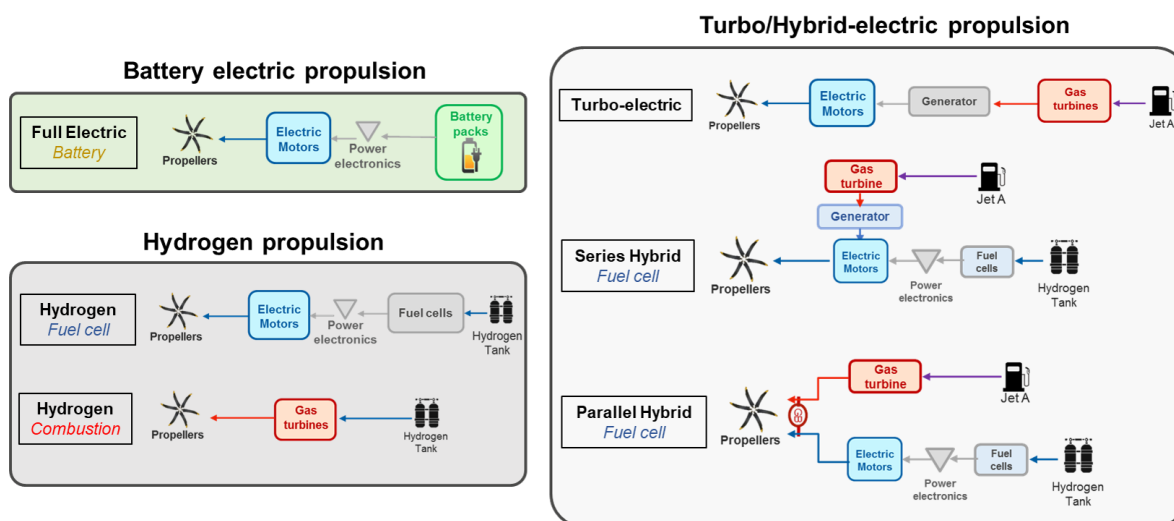 Battery electric propulsion
Full Electric
Battery
Propellers
Electric
Motors
Power
electronics
Battery
packs
Hydrogen propulsion
Hydrogen
Fuel cell
Propellers
Electric
Motors
Power
electronics
Fuel cells
Hydrogen
Tank
Hydrogen
Combustion
Propellers
Gas
turbines
Hydrogen
Tank
Turbo/Hybrid-electric propulsion
Turbo-electric
Propellers
Electric
Motors
Generator
Gas
turbines
Jet A
Gas
turbine
Jet A
Generator
Series Hybrid
Fuel cell
Propellers
Electric
Motors
Power
electronics
Fuel
cells
Hydrogen
Tank
Gas
turbine
Jet A
Parallel Hybrid
Fuel cell
Propellers
GB
Electric
Motors
Power
electronics
Fuel
cells
Hydrogen
Tank